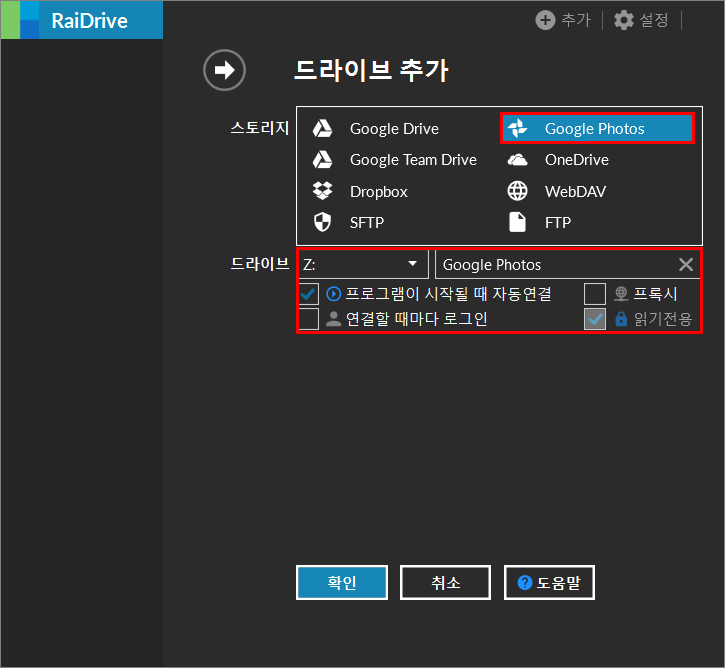 RaiDrive
추가 설정
드라이브 추가
스토리지
Google Drive Google Photos
Google Team Drive OneDrive
Dropbox WebDAV
SFTP FTP
드라이브 Z: Google Photos
프로그램이 시작될 때 자동연결 프록시
연결할 때마다 로그인 읽기전용
확인 취소 도움말